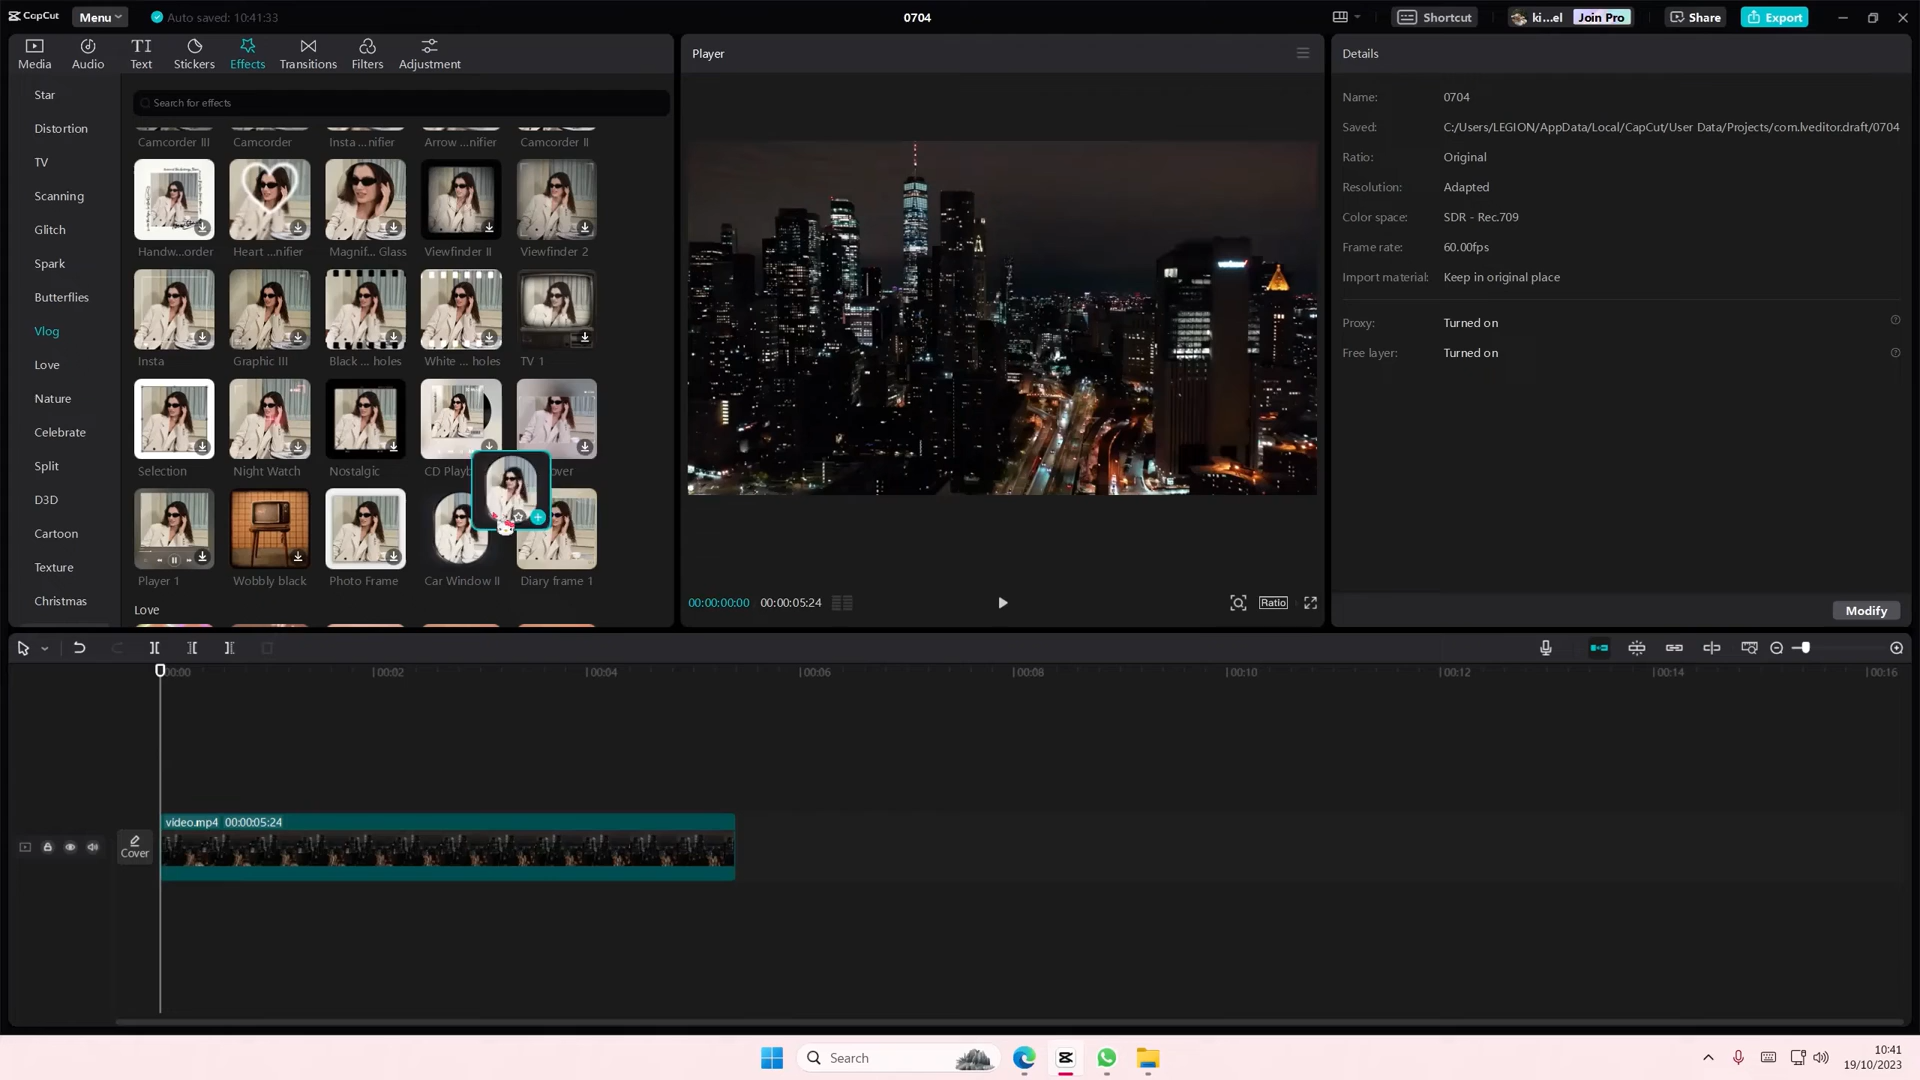 CapCut
Menu
Auto saved: 10:41:33
0704
Shortcut
ki...el
Join Pro
Share
Export
Media
Audio
Text
Stickers
Effects
Transitions
Filters
Adjustment
Player
Details
Star
Distortion
TV
Scanning
Glitch
Spark
Butterflies
Vlog
Love
Nature
Celebrate
Split
D3D
Cartoon
Texture
Christmas
Search for effects
Camcorder III
Camcorder
Insta ...nifier
Arrow ...nifier
Camcorder II
Handw...order
Heart ...nifier
Magnif... Glass
Viewfinder II
Viewfinder 2
Insta
Graphic III
Black ... holes
White ... holes
TV 1
Selection
Night Watch
Nostalgic
CD Playb
over
Player 1
Wobbly black
Photo Frame
Car Window II
Diary frame 1
Love
00:00:00:00
00:00:05:24
Ratio
Name: 0704
Saved: C:/Users/LEGION/AppData/Local/CapCut/User Data/Projects/com.lveditor.draft/0704
Ratio: Original
Resolution: Adapted
Color space: SDR - Rec.709
Frame rate: 60.00fps
Import material: Keep in original place
Proxy: Turned on
Free layer: Turned on
Modify
00:00
00:02
00:04
00:06
00:08
00:10
00:12
00:14
00:16
video.mp4 00:00:05:24
Cover
Search
10:41
19/10/2023